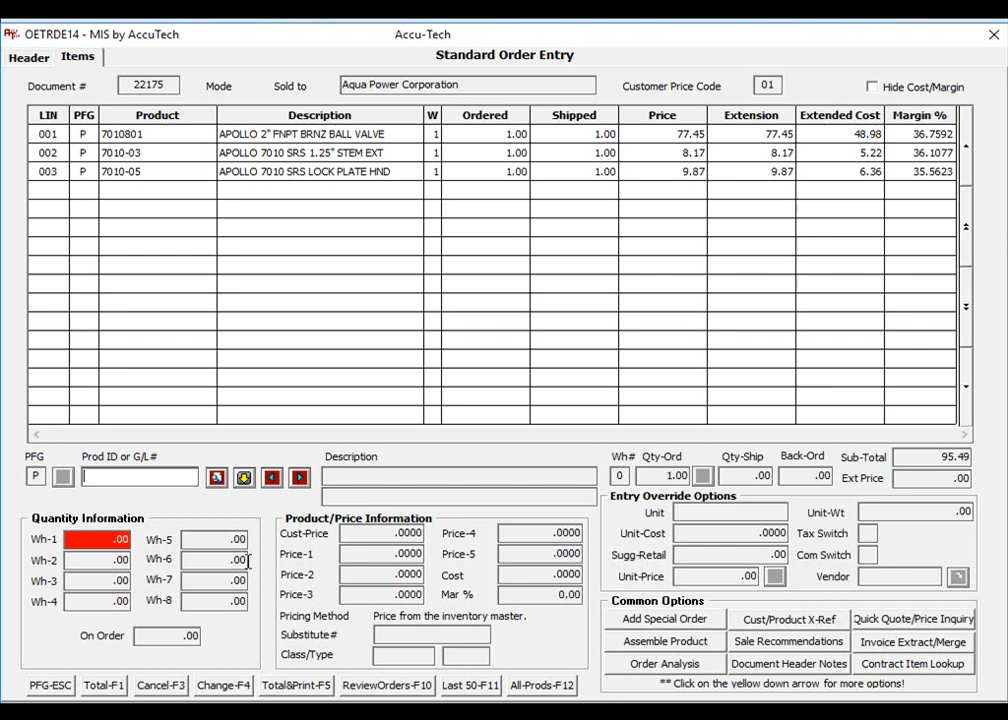 OETRDE14 - MIS by AccuTech Accu-Tech
Header Items Standard Order Entry
Document # 22175 Mode Sold to Aqua Power Corporation Customer Price Code 01 Hide Cost/Margin
LIN PFG Product Description W Ordered Shipped Price Extension Extended Cost Margin %
001 P 7010801 APOLLO 2" FNPT BRNZ BALL VALVE 1 1.00 1.00 77.45 77.45 48.98 36.7592
002 P 7010-03 APOLLO 7010 SRS 1.25" STEM EXT 1 1.00 1.00 8.17 8.17 5.22 36.1077
003 P 7010-05 APOLLO 7010 SRS LOCK PLATE HND 1 1.00 1.00 9.87 9.87 6.36 35.5623
PFG Prod ID or G/L# Description Wh# Qty-Ord Qty-Ship Back-Ord Sub-Total 95.49
P 0 1.00 .00 .00 Ext Price .00
Entry Override Options
Unit Unit-Wt .00
Unit-Cost .0000 Tax Switch
Sugg-Retail .00 Com Switch
Unit-Price .00 Vendor
Quantity Information
Wh-1 .00 Wh-5 .00
Wh-2 .00 Wh-6 .00
Wh-3 .00 Wh-7 .00
Wh-4 .00 Wh-8 .00
On Order .00
Product/Price Information
Cust-Price .0000 Price-4 .0000
Price-1 .0000 Price-5 .0000
Price-2 .0000 Cost .0000
Price-3 .0000 Mar % 0.00
Pricing Method Price from the inventory master.
Substitute#
Class/Type
Common Options
Add Special Order Cust/Product X-Ref Quick Quote/Price Inquiry
Assemble Product Sale Recommendations Invoice Extract/Merge
Order Analysis Document Header Notes Contract Item Lookup
** Click on the yellow down arrow for more options!
PFG-ESC Total-F1 Cancel-F3 Change-F4 Total&Print-F5 ReviewOrders-F10 Last 50-F11 All-Prods-F12